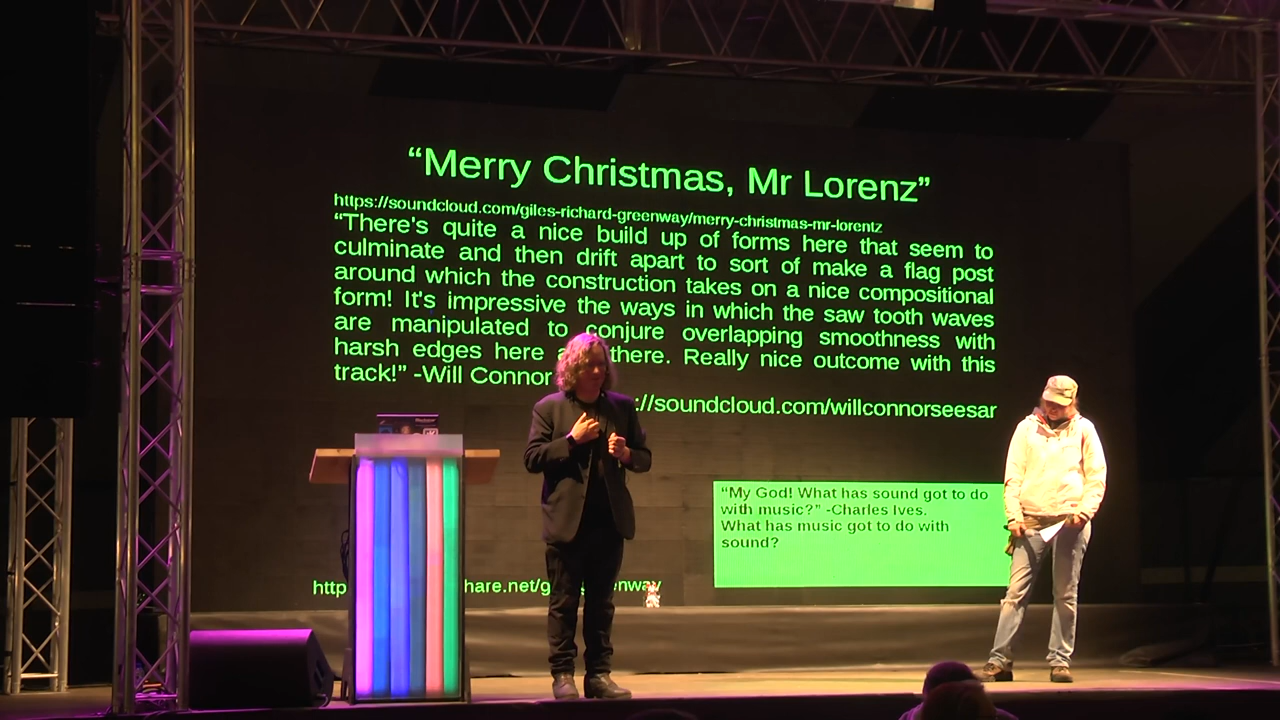 “Merry Christmas, Mr Lorenz”
https://soundcloud.com/giles-richard-greenway/merry-christmas-mr-lorentz
“There's quite a nice build up of forms here that seem to
culminate and then drift apart to sort of make a flag post
around which the construction takes on a nice compositional
form! It's impressive the ways in which the saw tooth waves
are manipulated to conjure overlapping smoothness with
harsh edges here there. Really nice outcome with this
track!” -Will Connor
://soundcloud.com/willconnorseesar
“My God! What has sound got to do
with music?” -Charles Ives.
What has music got to do with
sound?
http hare.net/g enway